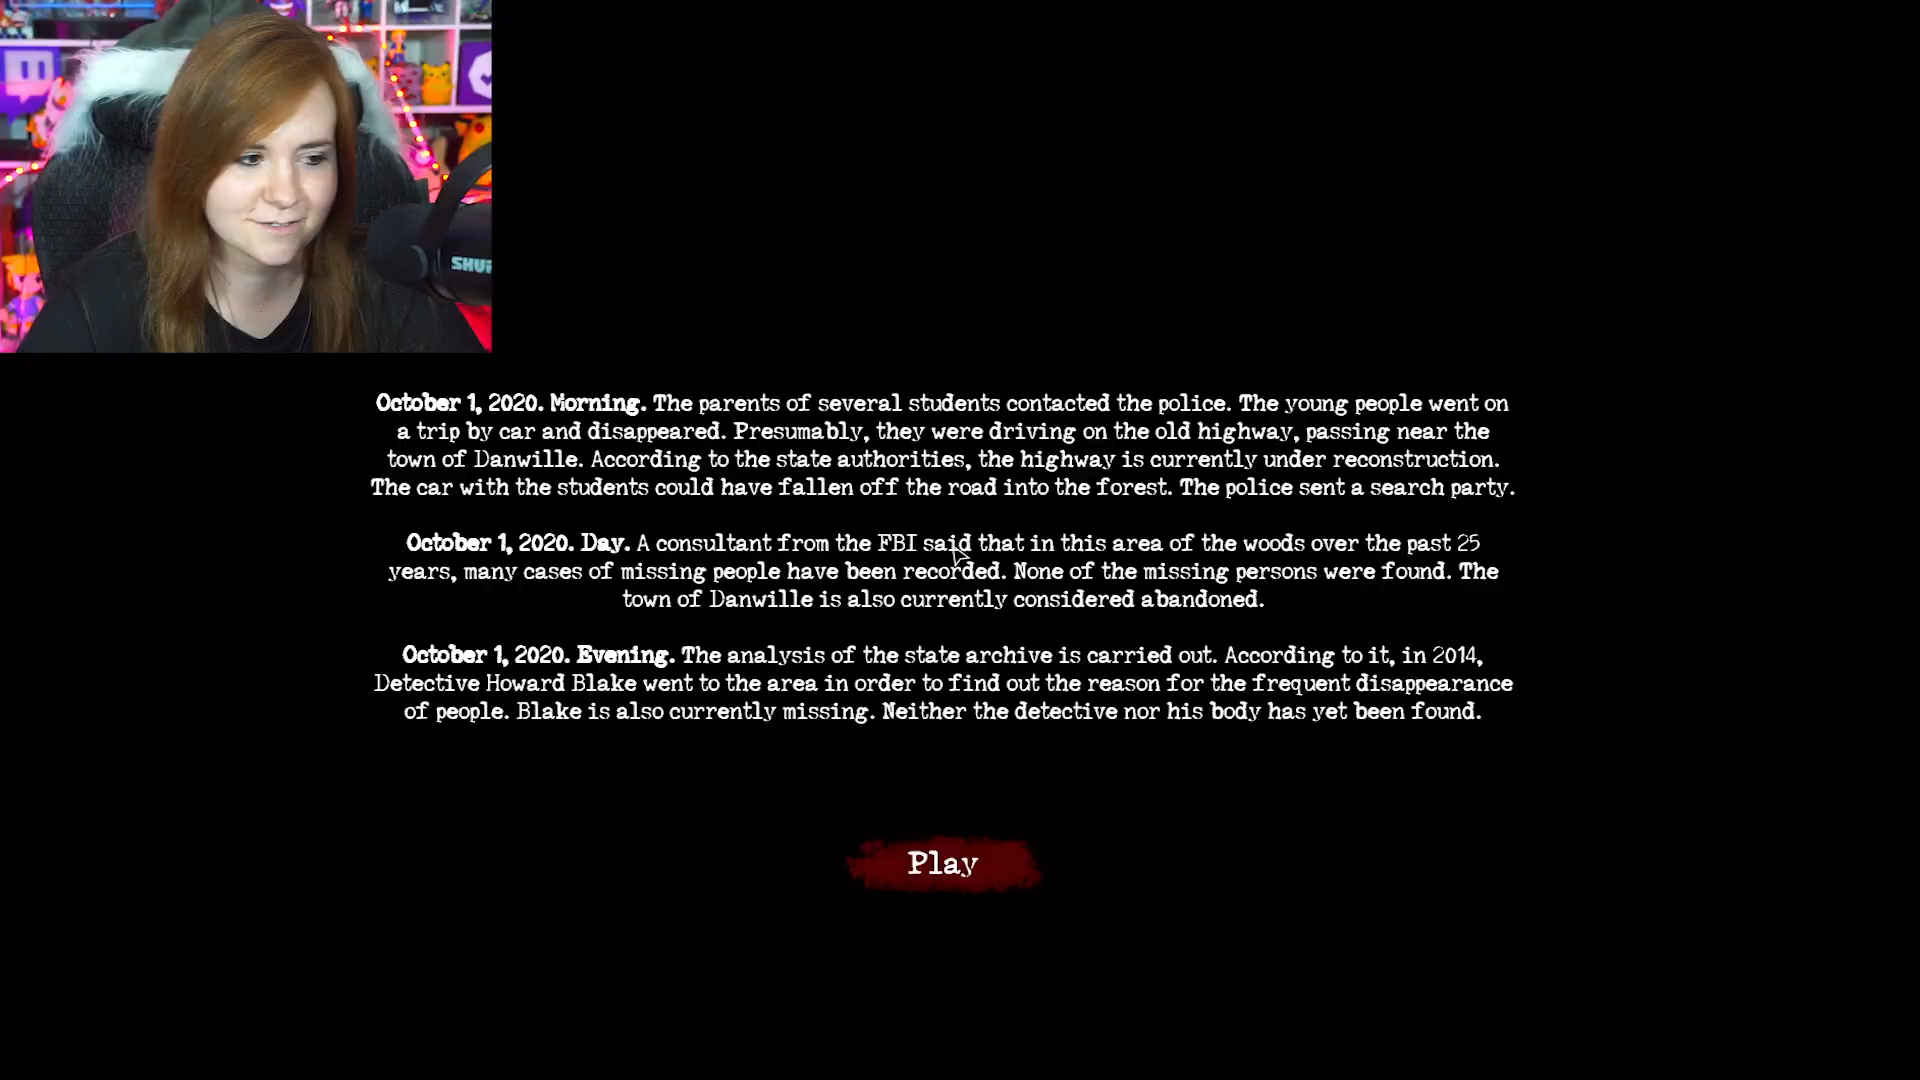 SHUR
October 1, 2020. Morning. The parents of several students contacted the police. The young people went on
a trip by car and disappeared. Presumably, they were driving on the old highway, passing near the
town of Danwille. According to the state authorities, the highway is currently under reconstruction.
The car with the students could have fallen off the road into the forest. The police sent a search party.
October 1, 2020. Day. A consultant from the FBI said that in this area of the woods over the past 25
years, many cases of missing people have been recorded. None of the missing persons were found. The
town of Danwille is also currently considered abandoned.
October 1, 2020. Evening. The analysis of the state archive is carried out. According to it, in 2014,
Detective Howard Blake went to the area in order to find out the reason for the frequent disappearance
of people. Blake is also currently missing. Neither the detective nor his body has yet been found.
Play